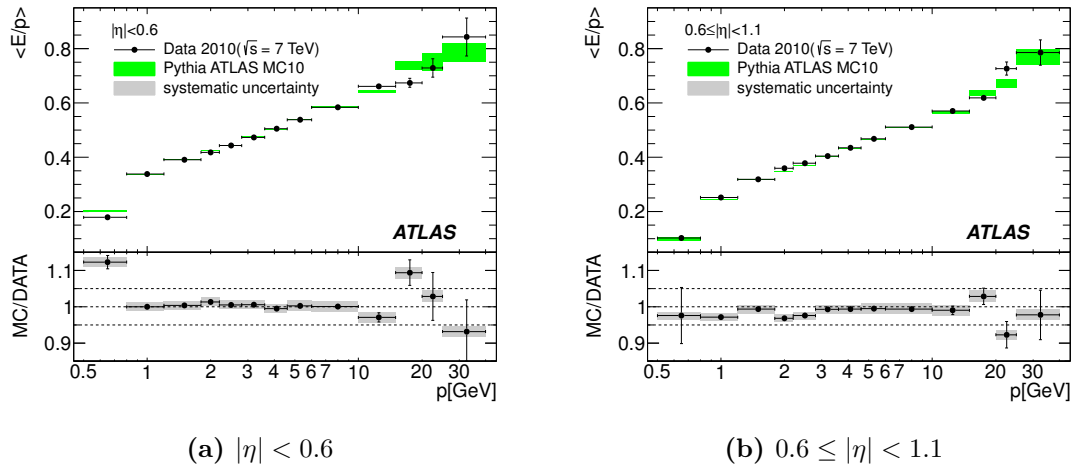 <E/p>
|η|<0.6
Data 2010(√s = 7 TeV)
Pythia ATLAS MC10
systematic uncertainty
0.8
0.6
0.4
0.2
ATLAS
MC/DATA
1.1
1
0.9
0.5 1 2 3 4 5 6 7 10 20 30
p[GeV]
(a) |η| < 0.6
<E/p>
0.6≤|η|<1.1
Data 2010(√s = 7 TeV)
Pythia ATLAS MC10
systematic uncertainty
0.8
0.6
0.4
0.2
ATLAS
MC/DATA
1.1
1
0.9
0.5 1 2 3 4 5 6 7 10 20 30
p[GeV]
(b) 0.6 ≤ |η| < 1.1